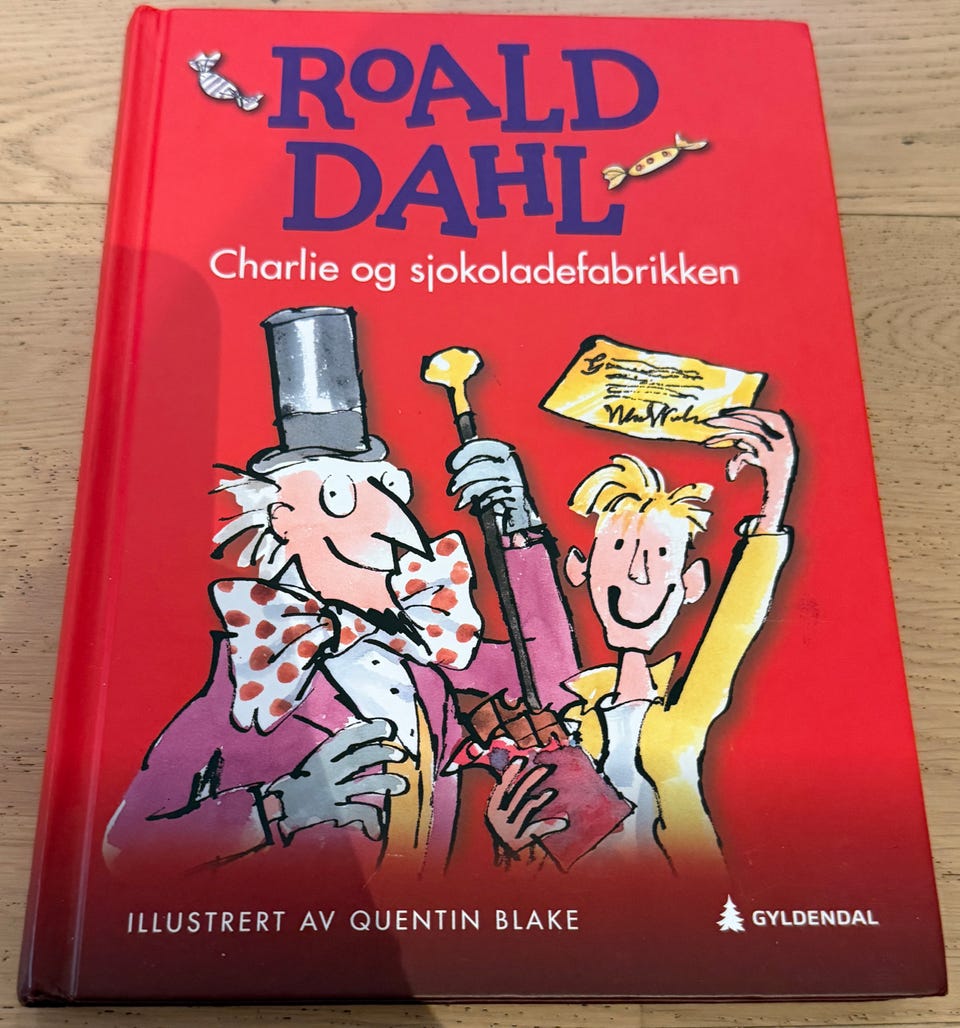 ROALD
DAHL
Charlie og sjokoladefabrikken
ILLUSTRERT AV QUENTIN BLAKE
GYLDENDAL